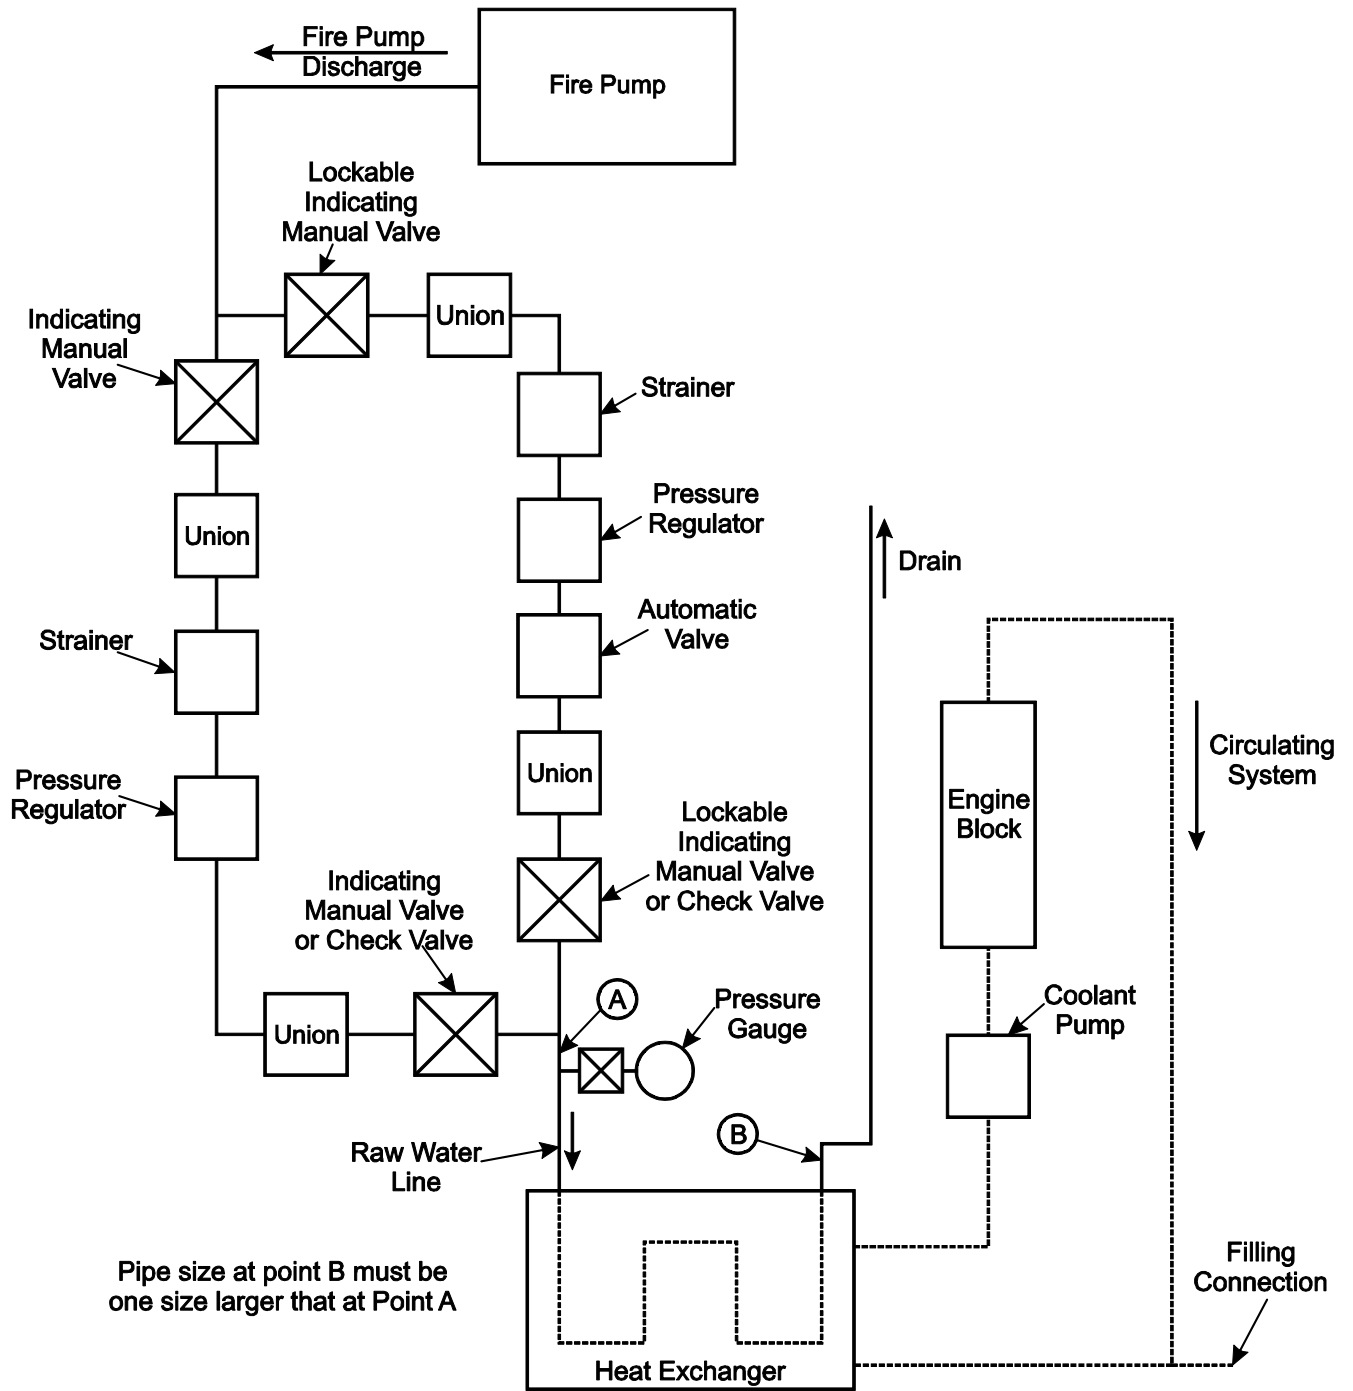 Fire Pump
Discharge
Fire Pump
Lockable
Indicating
Manual Valve
Indicating
Manual
Valve
Union
Strainer
Union
Pressure
Regulator
Drain
Automatic
Valve
Strainer
Union
Pressure
Regulator
Circulating
System
Engine
Block
Lockable
Indicating
Manual Valve
or Check Valve
Indicating
Manual Valve
or Check Valve
Union
A
Pressure
Gauge
Coolant
Pump
B
Raw Water
Line
Filling
Connection
Pipe size at point B must be
one size larger that at Point A
Heat Exchanger